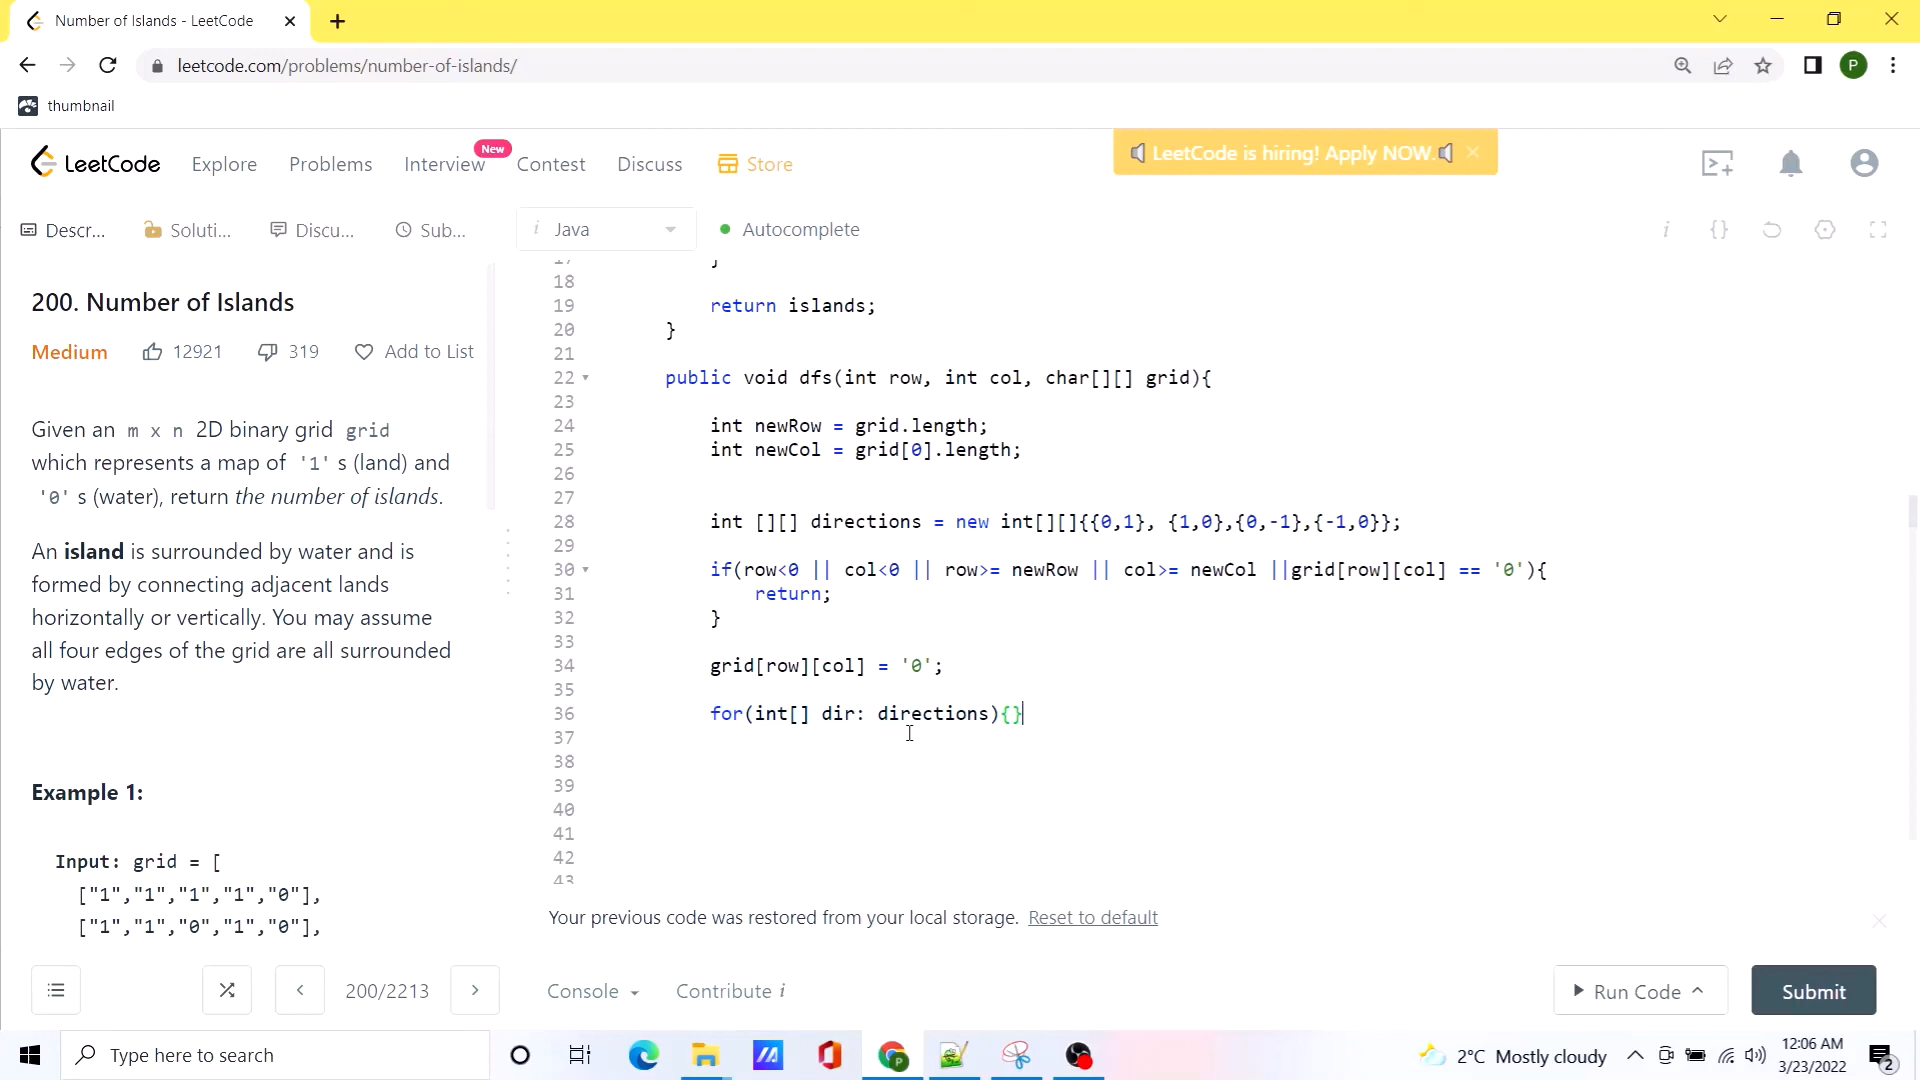 Number of Islands - LeetCode
leetcode.com/problems/number-of-islands/
P
thumbnail
LeetCode
Explore
Problems
Interview
New
Contest
Discuss
Store
LeetCode is hiring! Apply NOW.
Descr...
Soluti...
Discu...
Sub...
i Java
Autocomplete
200. Number of Islands
Medium
12921
319
Add to List
Given an m x n 2D binary grid grid
which represents a map of '1' s (land) and
'0' s (water), return the number of islands.
An island is surrounded by water and is
formed by connecting adjacent lands
horizontally or vertically. You may assume
all four edges of the grid are all surrounded
by water.
Example 1:
Input: grid = [
["1","1","1","1","0"],
["1","1","0","1","0"],
17 }
18
19 return islands;
20 }
21
22 public void dfs(int row, int col, char[][] grid){
23
24 int newRow = grid.length;
25 int newCol = grid[0].length;
26
27
28 int [][] directions = new int[][]{{0,1}, {1,0},{0,-1},{-1,0}};
29
30 if(row<0 || col<0 || row>= newRow || col>= newCol ||grid[row][col] == '0'){
31 return;
32 }
33
34 grid[row][col] = '0';
35
36 for(int[] dir: directions){}
37
38
39
40
41
42
43
Your previous code was restored from your local storage. Reset to default
200/2213
Console
Contribute i
Run Code
Submit
Type here to search
2°C Mostly cloudy
12:06 AM
3/23/2022
2